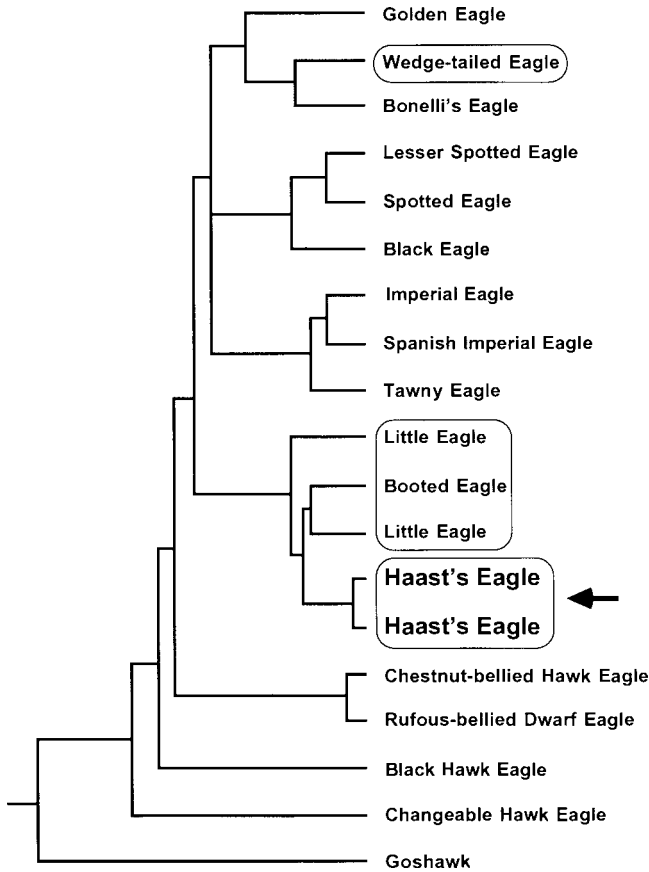 Golden Eagle
Wedge-tailed Eagle
Bonelli's Eagle
Lesser Spotted Eagle
Spotted Eagle
Black Eagle
Imperial Eagle
Spanish Imperial Eagle
Tawny Eagle
Little Eagle
Booted Eagle
Little Eagle
Haast's Eagle
Haast's Eagle
Chestnut-bellied Hawk Eagle
Rufous-bellied Dwarf Eagle
Black Hawk Eagle
Changeable Hawk Eagle
Goshawk